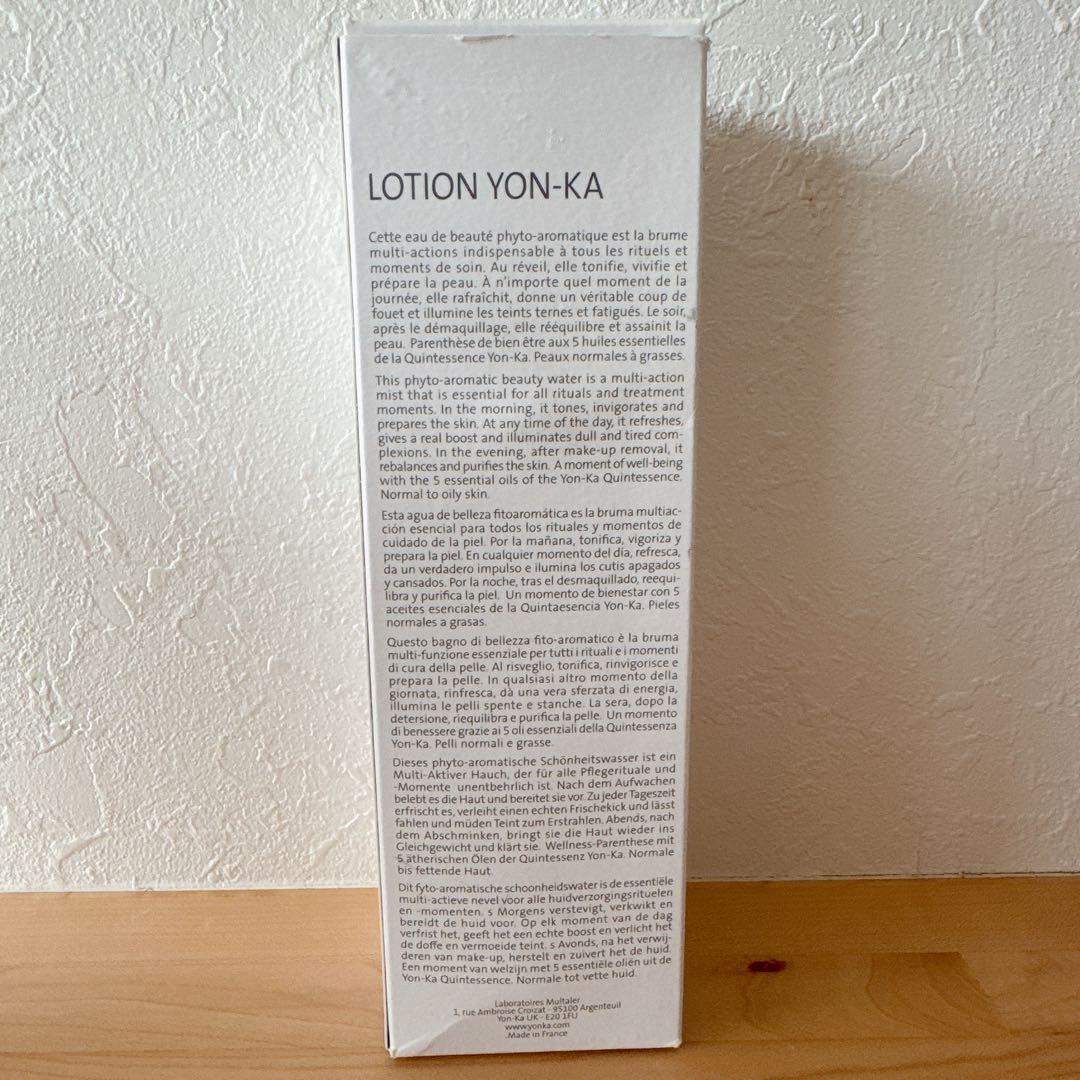 LOTION YON-KA
Cette eau de beauté phyto-aromatique est la brume
multi-actions indispensable à tous les rituels et
moments de soin. Au réveil, elle tonifie, vivifie et
prépare la peau. À n'importe quel moment de la
journée, elle rafraîchit, donne un véritable coup de
fouet et illumine les teints ternes et fatigués. Le soir,
après le démaquillage, elle rééquilibre et assainit la
peau. Parenthèse de bien être aux 5 huiles essentielles
de la Quintessence Yon-Ka. Peaux normales à grasses.
This phyto-aromatic beauty water is a multi-action
mist that is essential for all rituals and treatment
moments. In the morning, it tones, invigorates and
prepares the skin. At any time of the day, it refreshes,
gives a real boost and illuminates dull and tired com-
plexions. In the evening, after make-up removal, it
rebalances and purifies the skin. A moment of well-being
with the 5 essential oils of the Yon-Ka Quintessence.
Normal to oily skin.
Esta agua de belleza fitoaromática es la bruma multiac-
ción esencial para todos los rituales y momentos de
cuidado de la piel. Por la mañana, tonifica, vigoriza y
prepara la piel. En cualquier momento del día, refresca,
da un verdadero impulso e ilumina los cutis apagados
y cansados. Por la noche, tras el desmaquillado, reequi-
libra y purifica la piel. Un momento de bienestar con 5
aceites esenciales de la Quintaesencia Yon-Ka. Pieles
normales a grasas.
Questo bagno di bellezza fito-aromatico è la bruma
multi-funzione essenziale per tutti i rituali e i momenti
di cura della pelle. Al risveglio, tonifica, rinvigorisce e
prepara la pelle. In qualsiasi altro momento della
giornata, rinfresca, dà una vera sferzata di energia,
illumina le pelli spente e stanche. La sera, dopo la
detersione, riequilibra e purifica la pelle. Un momento
di benessere grazie ai 5 oli essenziali della Quintessenza
Yon-Ka. Pelli normali e grasse.
Dieses phyto-aromatische Schönheitswasser ist ein
Multi-Aktiver Hauch, der für alle Pflegerituale und
-Momente unentbehrlich ist. Nach dem Aufwachen
belebt es die Haut und bereitet sie vor. Zu jeder Tageszeit
erfrischt es, verleiht einen echten Frischekick und lässt
fahlen und müden Teint zum Erstrahlen. Abends, nach
dem Abschminken, bringt sie die Haut wieder ins
Gleichgewicht und klärt sie. Wellness-Parenthese mit
5 ätherischen Ölen der Quintessenz Yon-Ka. Normale
bis fettende Haut.
Dit fyto-aromatische schoonheidswater is de essentiële
multi-actieve nevel voor alle huidverzorgingsrituelen
en -momenten. s Morgens verstevigt, verkwikt en
bereidt de huid voor. Op elk moment van de dag
verfrist het, geeft het een echte boost en verlicht het
de doffe en vermoeide teint. s Avonds, na het verwij-
deren van make-up, herstelt en zuivert het de huid.
Een moment van welzijn met 5 essentiële oliën uit de
Yon-Ka Quintessence. Normale tot vette huid.
Laboratoires Multaler
1, rue Ambroise Croizat - 95100 Argenteuil
Yon-Ka UK - E20 1FU
www.yonka.com
Made in France